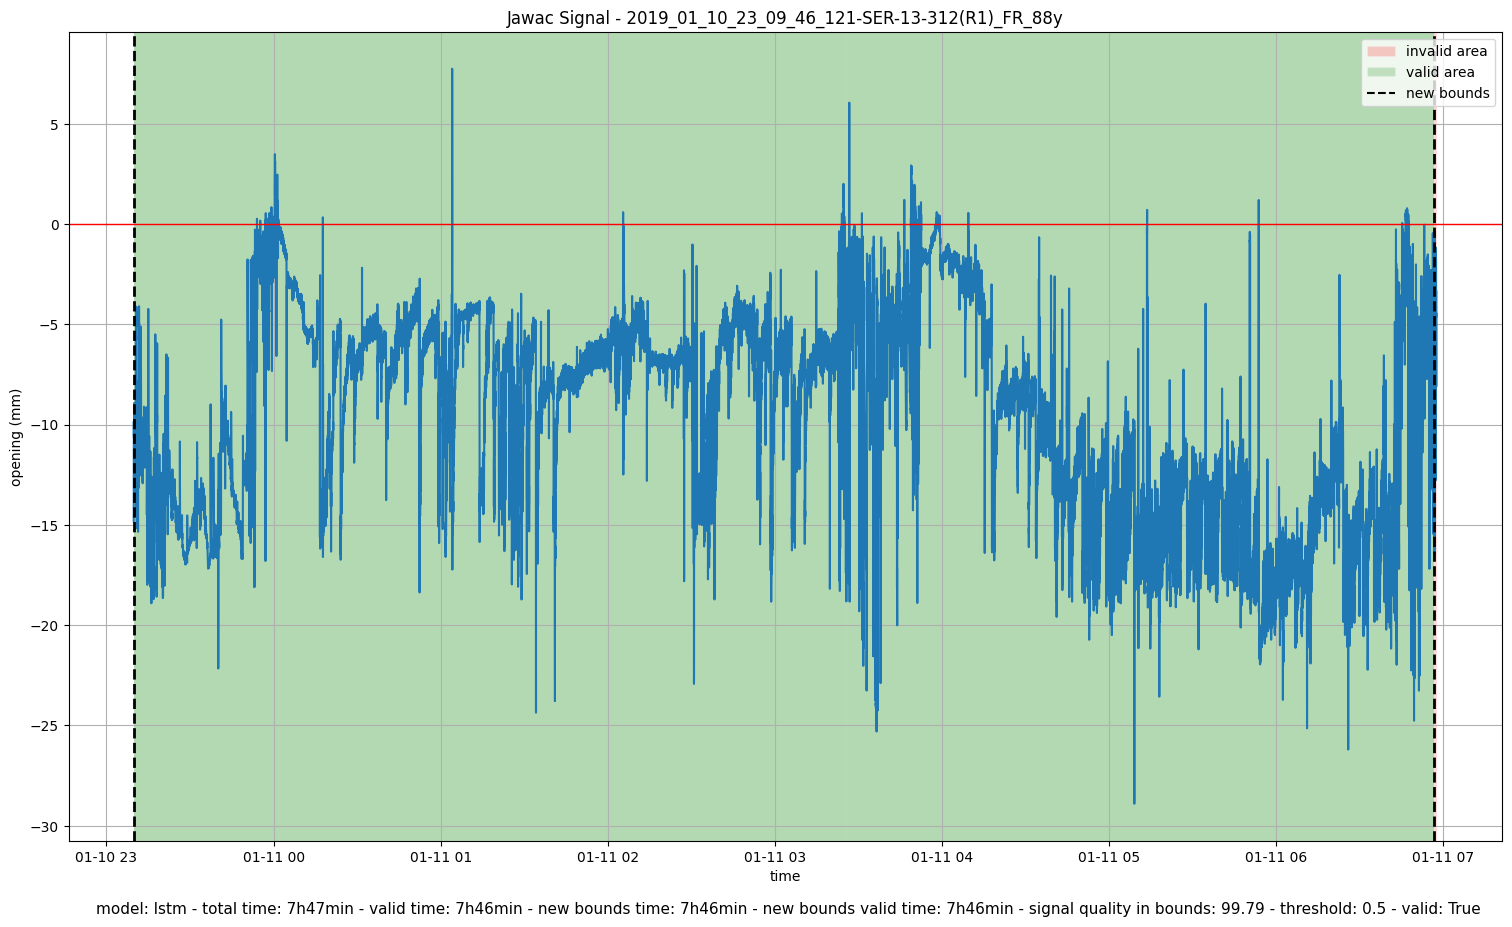 Jawac Signal - 2019_01_10_23_09_46_121-SER-13-312(R1)_FR_88y
invalid area
valid area
new bounds
opening (mm)
5
0
−5
−10
−15
−20
−25
−30
01-10 23
01-11 00
01-11 01
01-11 02
01-11 03
01-11 04
01-11 05
01-11 06
01-11 07
time
model: lstm - total time: 7h47min - valid time: 7h46min - new bounds time: 7h46min - new bounds valid time: 7h46min - signal quality in bounds: 99.79 - threshold: 0.5 - valid: True